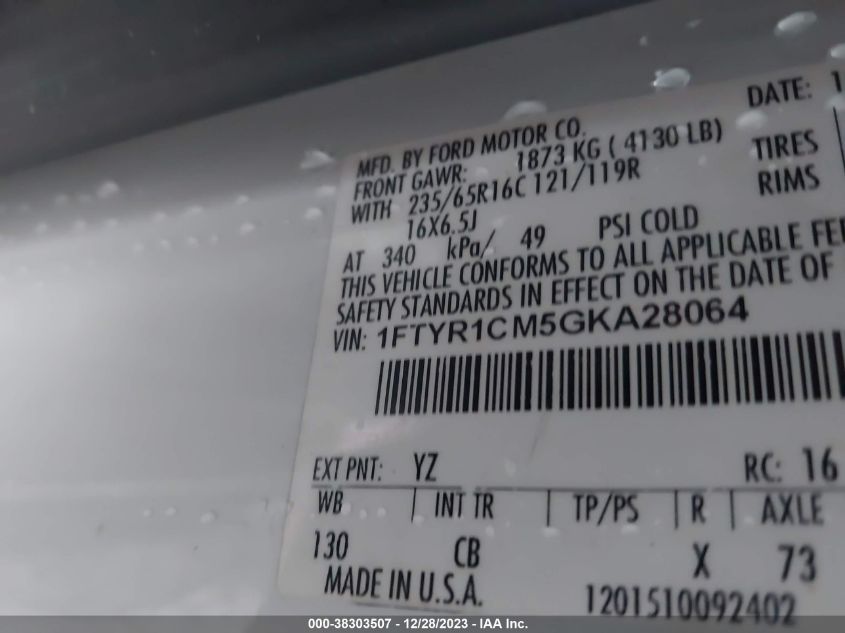 DATE: 1
MFD. BY FORD MOTOR CO.
FRONT GAWR: 1873 KG ( 4130 LB) TIRES
WITH 235/65R16C 121/119R RIMS
16X6.5J
AT 340 kPa/ 49 PSI COLD
THIS VEHICLE CONFORMS TO ALL APPLICABLE FE
SAFETY STANDARDS IN EFFECT ON THE DATE OF
VIN: 1FTYR1CM5GKA28064
EXT PNT: YZ RC: 16
WB | INT TR | TP/PS | R | AXLE
130 CB X 73
MADE IN U.S.A. 1201510092402
000-38303507 - 12/28/2023 - IAA Inc.